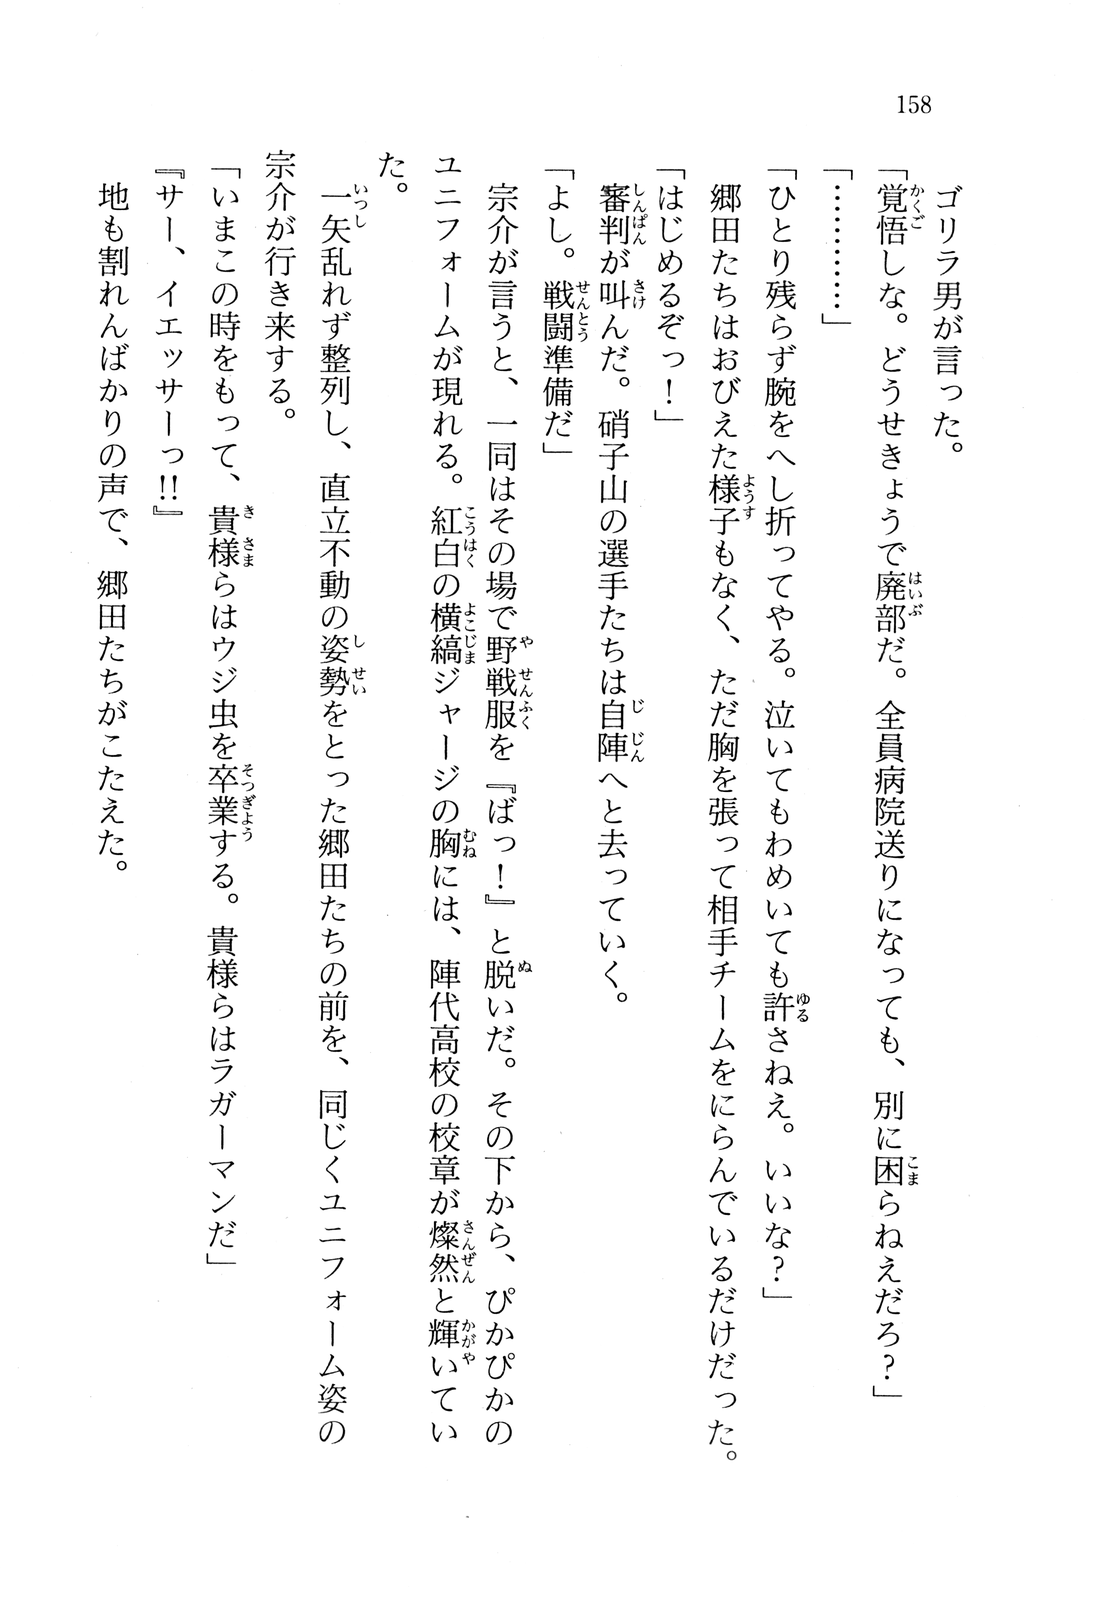 158
ゴリラ男が言った。
「覚悟しな。どうせきょうで廃部だ。全員病院送りになっても、別に困らねえだろ？」
「…………」
「ひとり残らず腕をへし折ってやる。泣いてもわめいても許さねえ。いいな？」
郷田たちはおびえた様子もなく、ただ胸を張って相手チームをにらんでいるだけだった。
「はじめるぞっ！」
審判が叫んだ。硝子山の選手たちは自陣へと去っていく。
「よし。戦闘準備だ」
宗介が言うと、一同はその場で野戦服を『ばっ！』と脱いだ。その下から、ぴかぴかの
ユニフォームが現れる。紅白の横縞ジャージの胸には、陣代高校の校章が燦然と輝いてい
た。
一矢乱れず整列し、直立不動の姿勢をとった郷田たちの前を、同じくユニフォーム姿の
宗介が行き来する。
「いまこの時をもって、貴様らはウジ虫を卒業する。貴様らはラガーマンだ」
『サー、イエッサーっ!!』
地も割れんばかりの声で、郷田たちがこたえた。